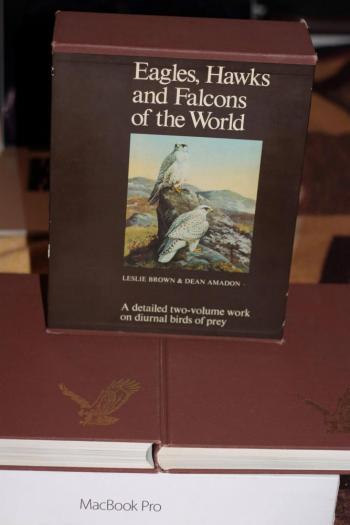 Eagles, Hawks
and Falcons
of the World
LESLIE BROWN & DEAN AMADON
A detailed two-volume work
on diurnal birds of prey
MacBook Pro